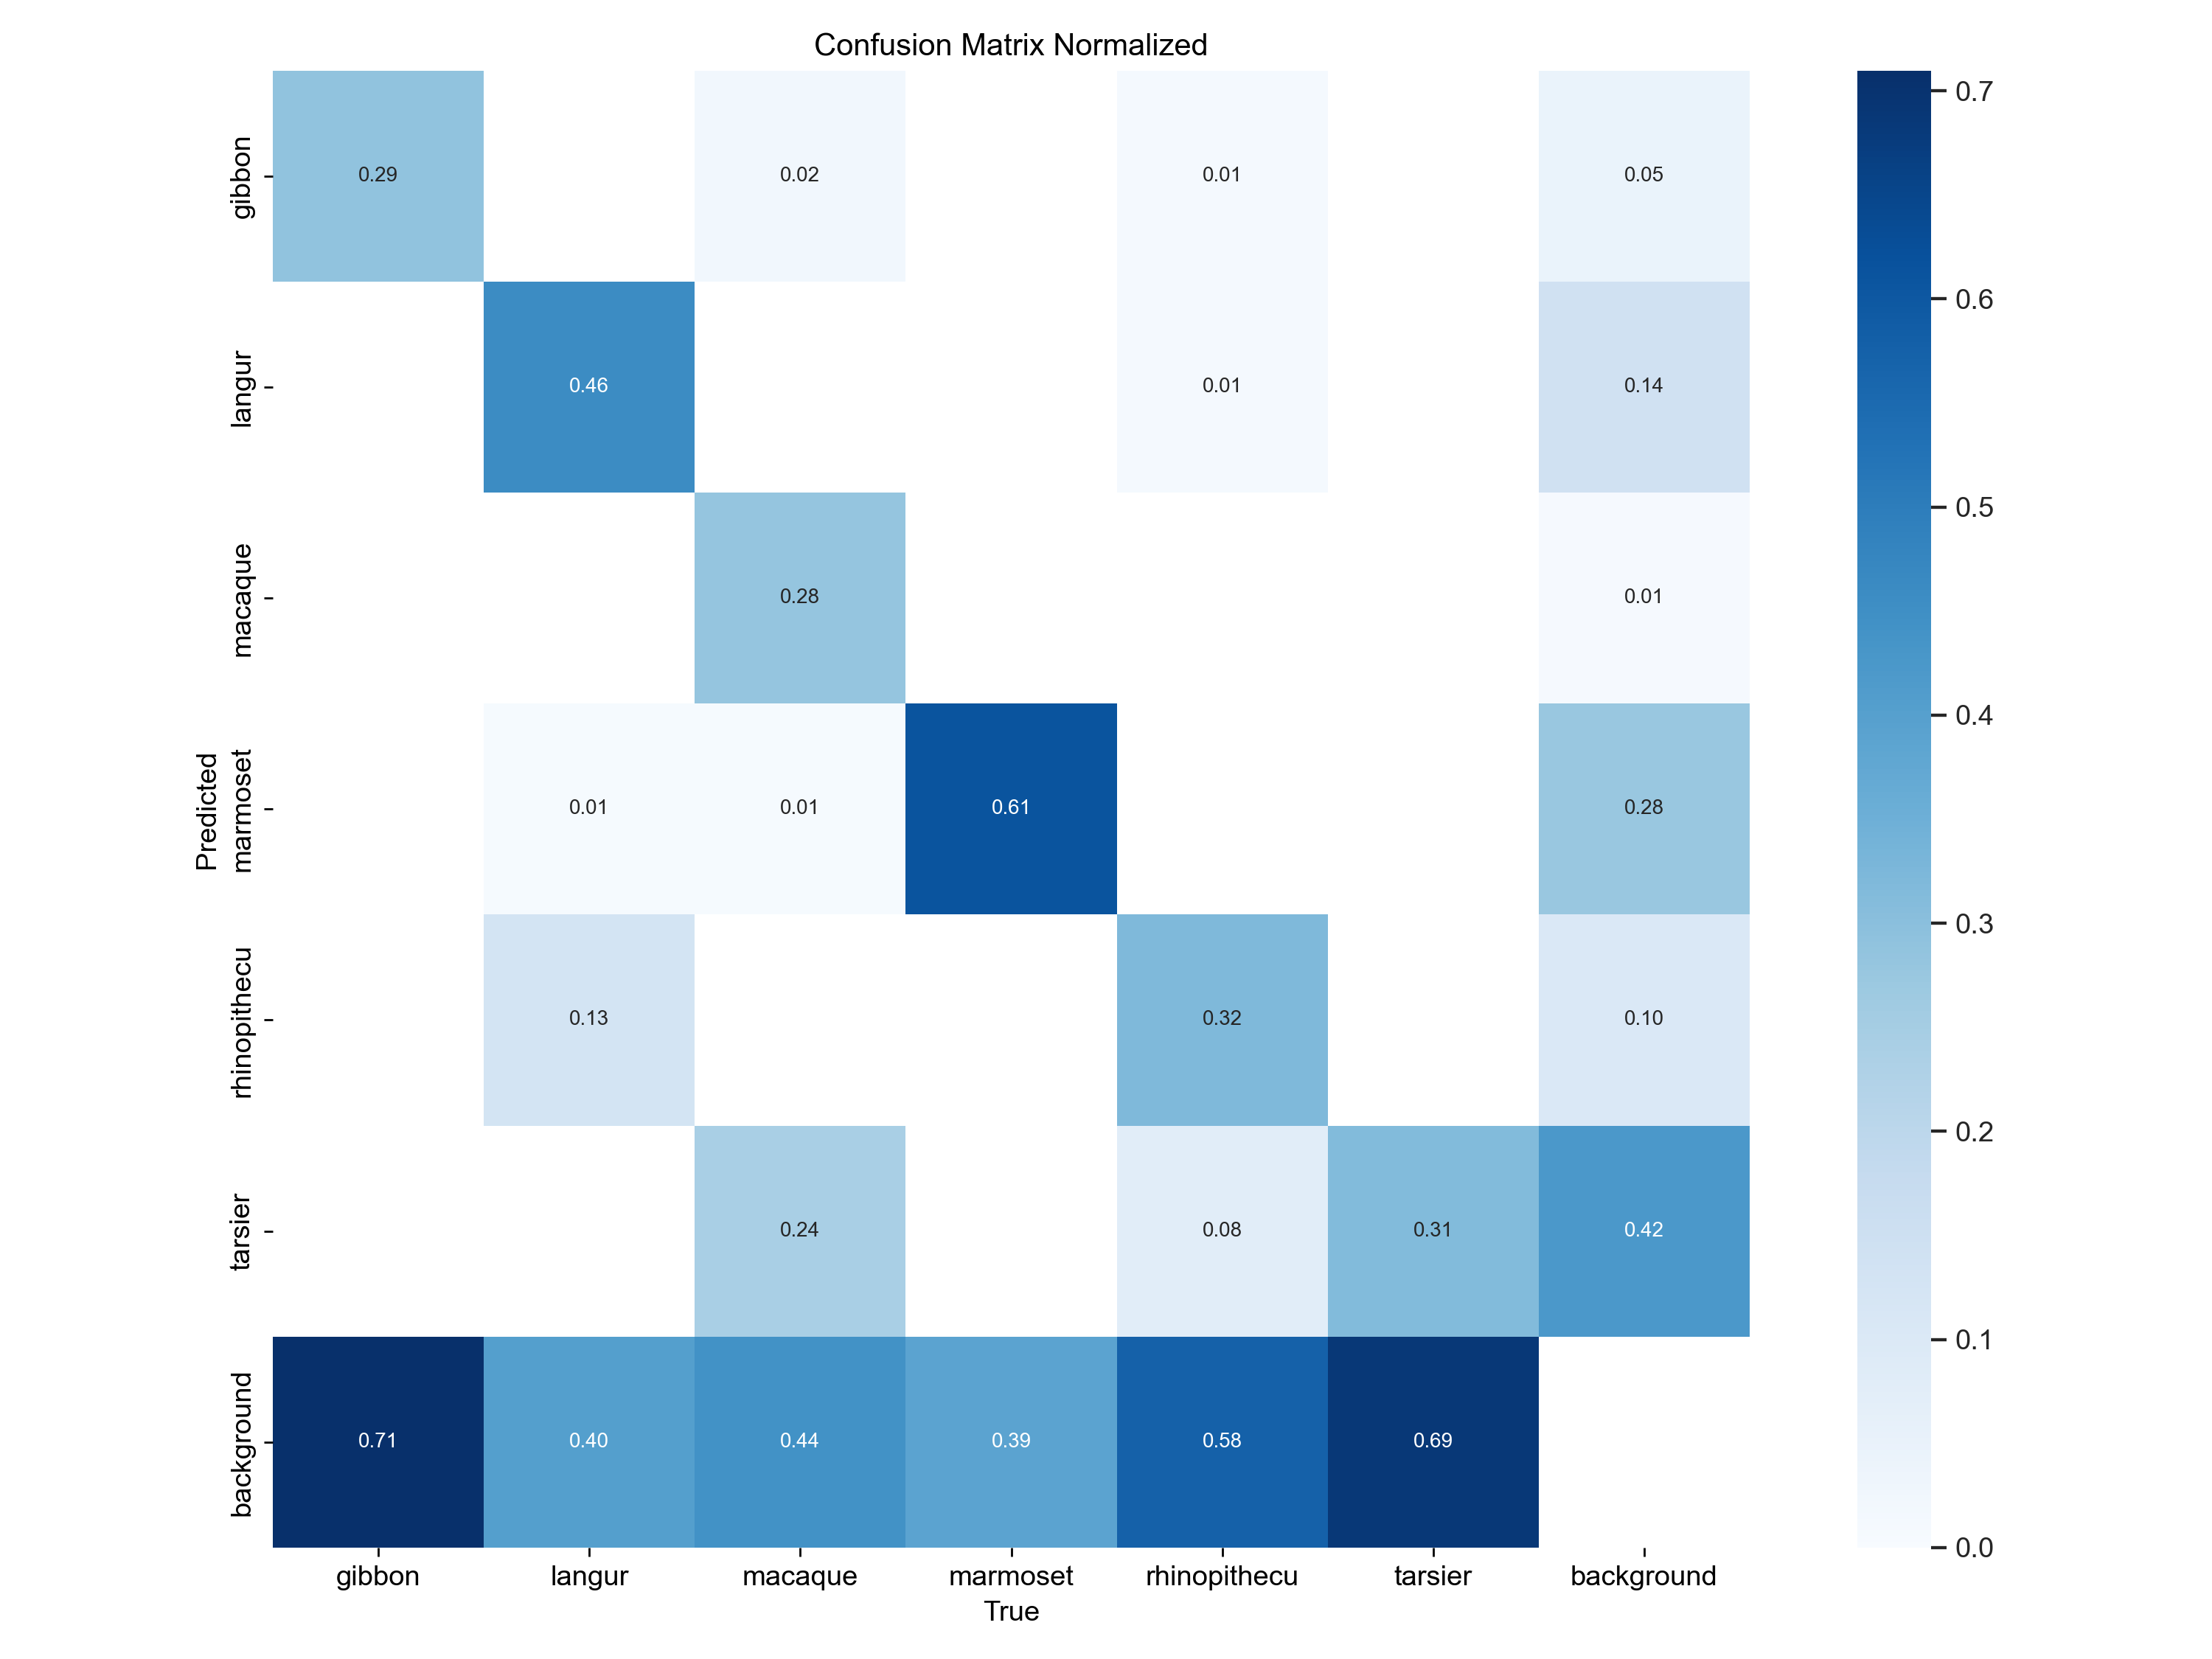 Confusion Matrix Normalized
gibbon 0.29 0.02 0.01 0.05
langur 0.46 0.01 0.14
macaque 0.28 0.01
marmoset 0.01 0.01 0.61 0.28
rhinopithecu 0.13 0.32 0.10
tarsier 0.24 0.08 0.31 0.42
background 0.71 0.40 0.44 0.39 0.58 0.69
Predicted
gibbon langur macaque marmoset rhinopithecu tarsier background
True
0.7
0.6
0.5
0.4
0.3
0.2
0.1
0.0